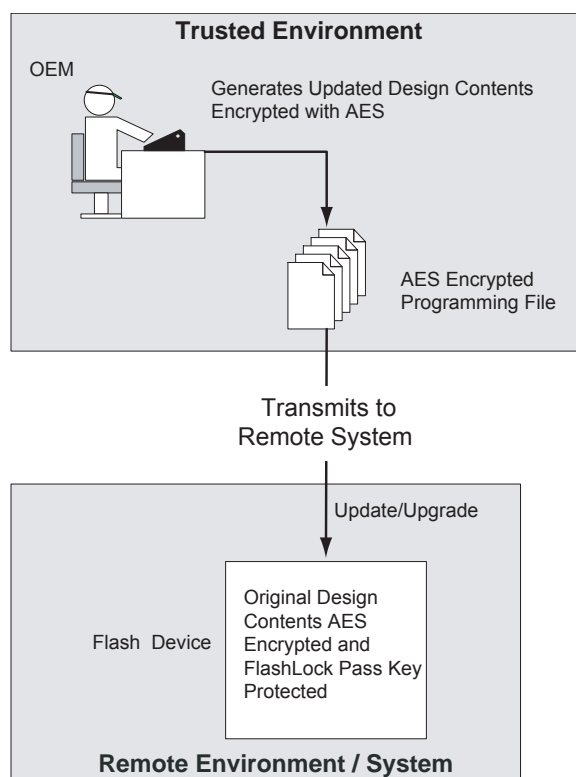 Trusted Environment
OEM
Generates Updated Design Contents
Encrypted with AES
AES Encrypted
Programming File
Transmits to
Remote System
Update/Upgrade
Original Design
Contents AES
Encrypted and
FlashLock Pass Key
Protected
Flash Device
Remote Environment / System